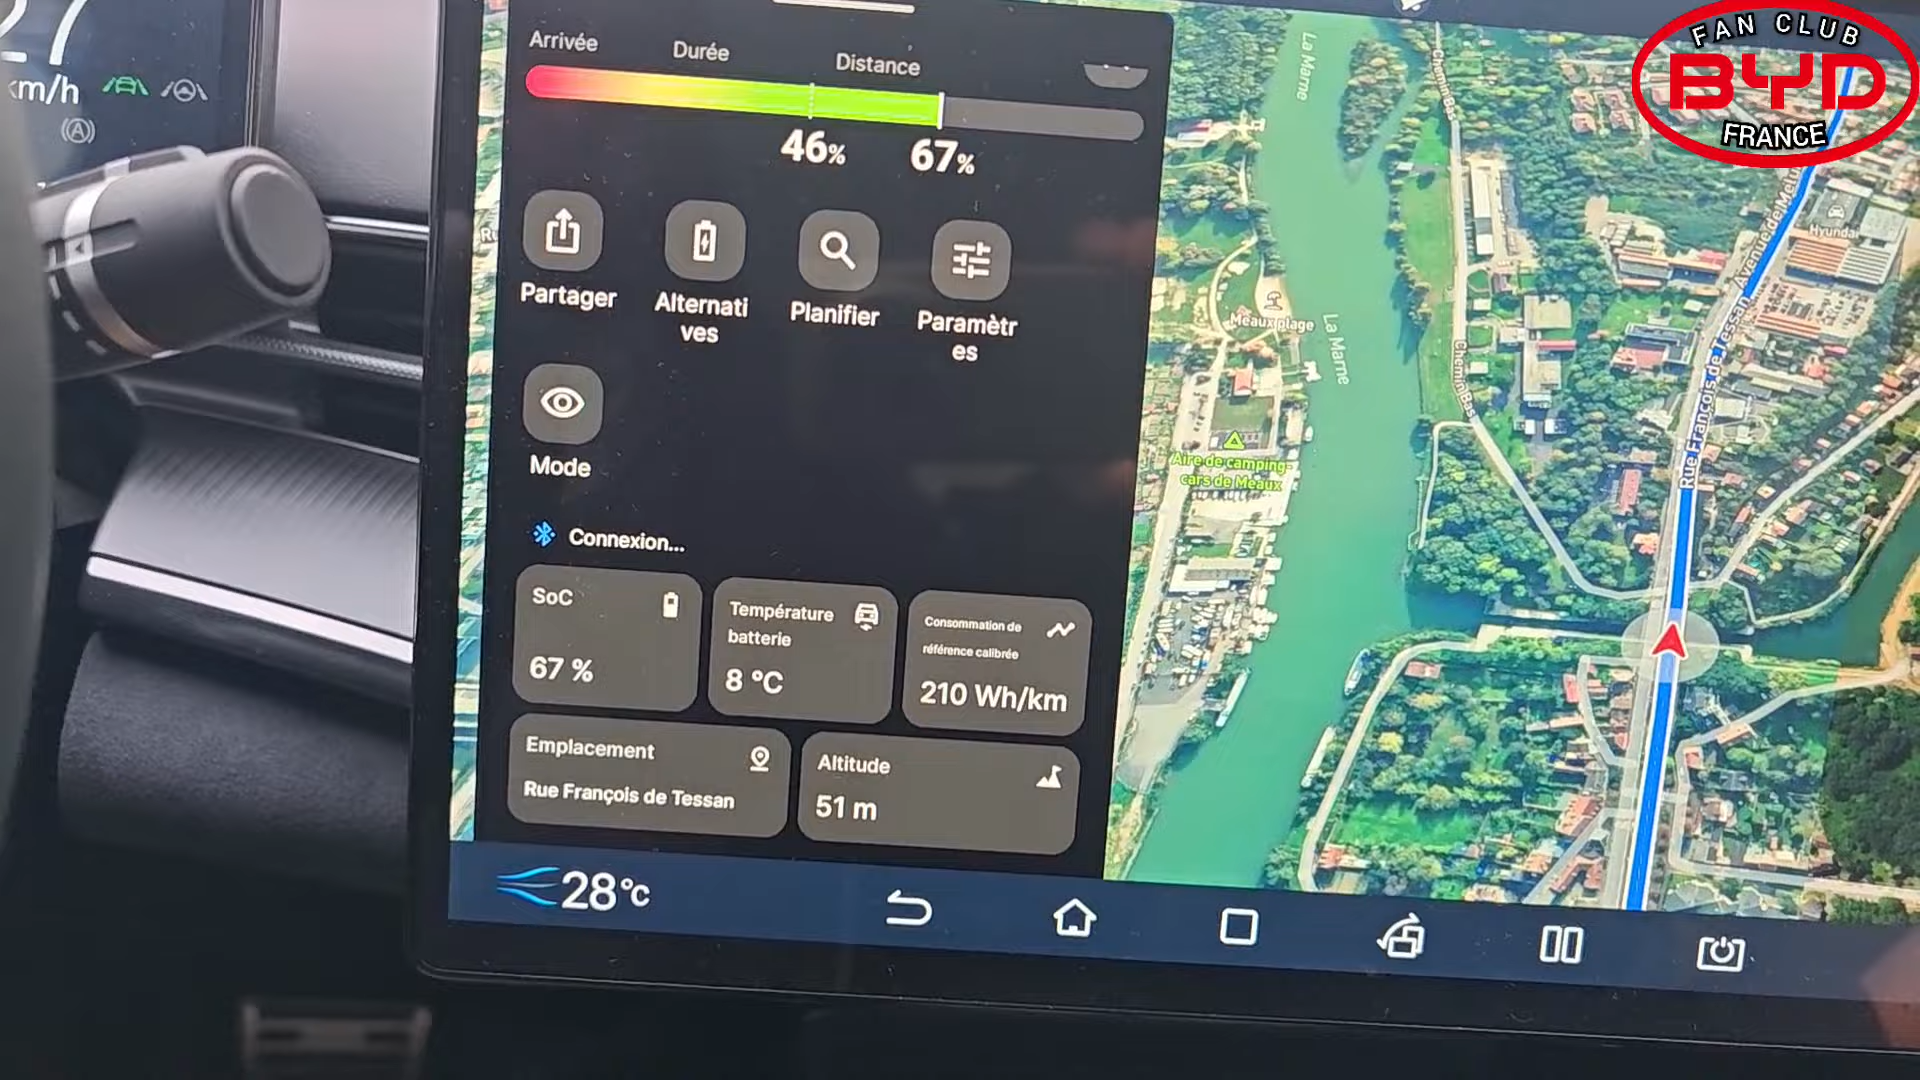 27
km/h
A
Arrivée
Durée
Distance
46%
67%
Partager
Alternati
ves
Planifier
Paramètr
es
Mode
Connexion...
SoC
67 %
Température
batterie
8 °C
Consommation de
référence calibrée
210 Wh/km
Emplacement
Rue François de Tessan
Altitude
51 m
28°C
La Marne
La Marne
Chemin Bas
Chemin Bas
Meaux plage
Aire de camping-
cars de Meaux
Rue François de Tessan
Avenue de Melun
Hyundai
FAN CLUB
BYD
FRANCE